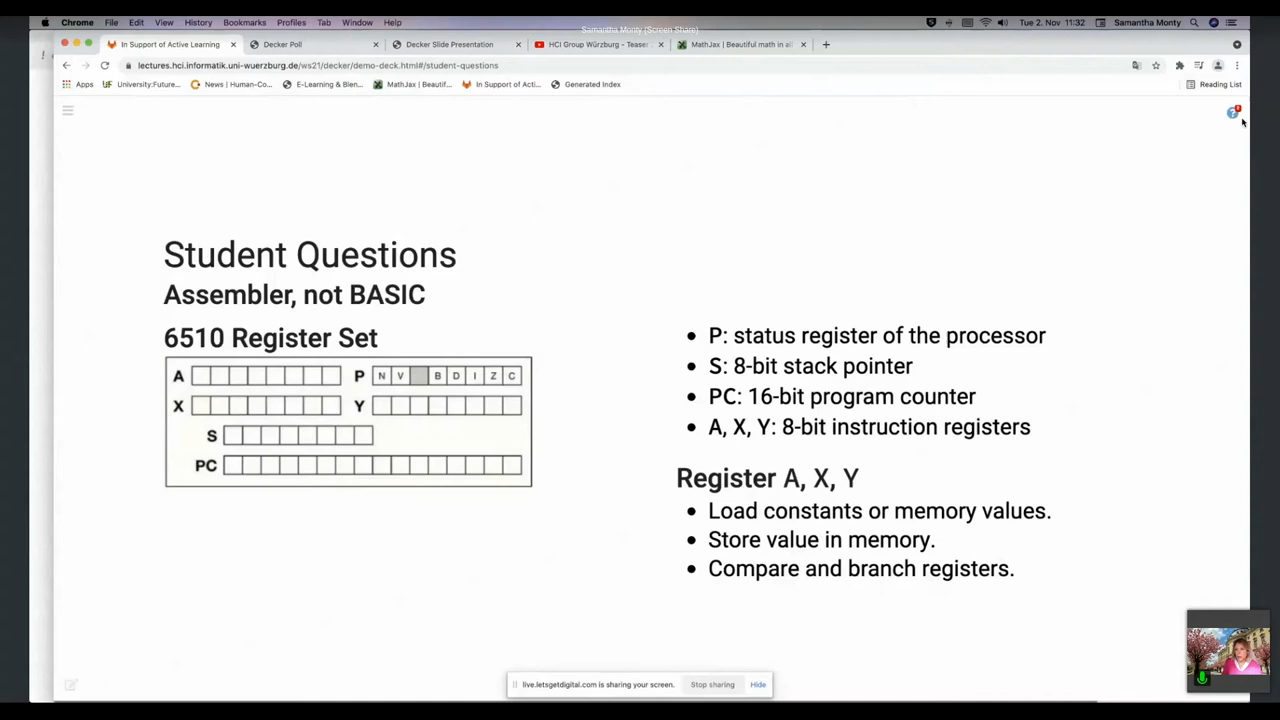 Chrome File Edit View History Bookmarks Profiles Tab Window Help
Samantha Monty (Screen Share)
Tue 2. Nov 11:32 Samantha Monty
In Support of Active Learning
Decker Poll
Decker Slide Presentation
HCI Group Würzburg - Teaser
MathJax | Beautiful math in all
lectures.hci.informatik.uni-wuerzburg.de/ws21/decker/demo-deck.html#/student-questions
Apps
University:Future...
News | Human-Co...
E-Learning & Blen...
MathJax | Beautif...
In Support of Acti...
Generated Index
Reading List
Student Questions
Assembler, not BASIC
6510 Register Set
A
P N V B D I Z C
X
Y
S
PC
P: status register of the processor
S: 8-bit stack pointer
PC: 16-bit program counter
A, X, Y: 8-bit instruction registers
Register A, X, Y
Load constants or memory values.
Store value in memory.
Compare and branch registers.
live.letsgetdigital.com is sharing your screen.
Stop sharing
Hide